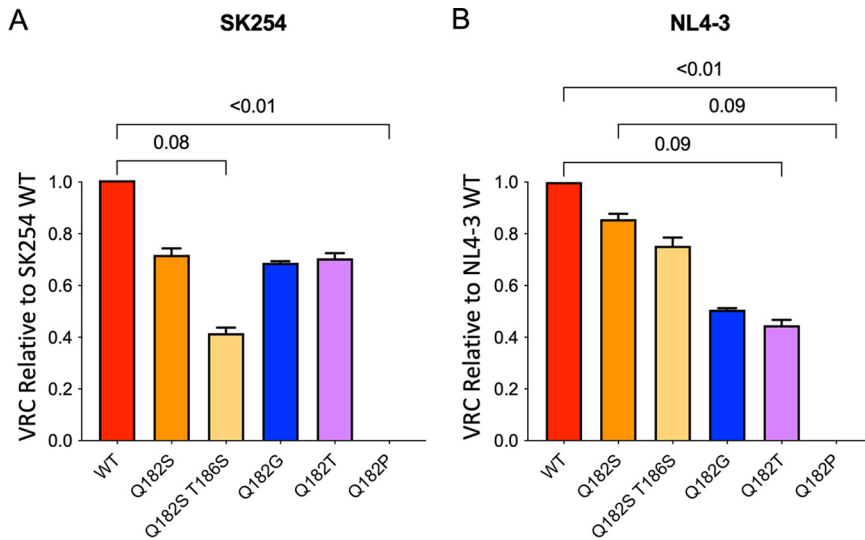 A
SK254
<0.01
0.08
VRC Relative to SK254 WT
1.0
0.8
0.6
0.4
0.2
0.0
WT
Q182S
Q182S T186S
Q182G
Q182T
Q182P
B
NL4-3
<0.01
0.09
0.09
VRC Relative to NL4-3 WT
1.0
0.8
0.6
0.4
0.2
0.0
WT
Q182S
Q182S T186S
Q182G
Q182T
Q182P